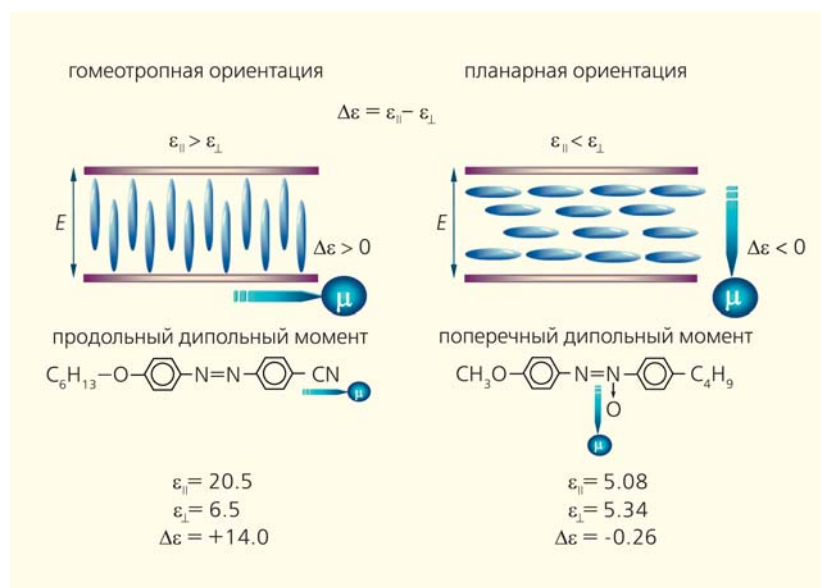 гомеотропная ориентация
планарная ориентация
Δε = ε||− ε⊥
ε||> ε⊥
ε||< ε⊥
E
Δε > 0
μ
E
Δε < 0
μ
продольный дипольный момент
поперечный дипольный момент
C6H13−O− −N=N− − CN
μ
CH3O− −N=N− − C4H9
O
μ
ε||= 20.5
ε⊥= 6.5
Δε = +14.0
ε||= 5.08
ε⊥= 5.34
Δε = -0.26